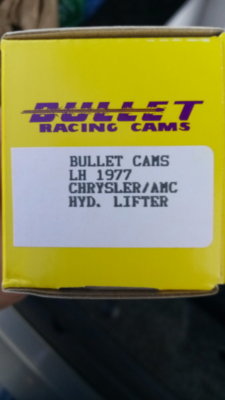 BULLET
RACING CAMS
BULLET CAMS
LH 1977
CHRYSLER/AMC
HYD. LIFTER